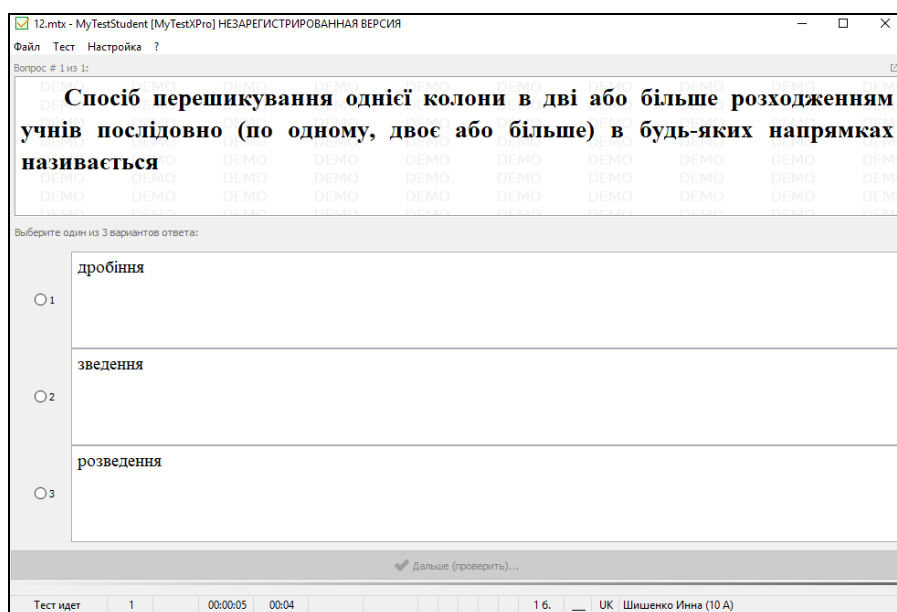 12.mtx - MyTestStudent [MyTestXPro] НЕЗАРЕГИСТРИРОВАННАЯ ВЕРСИЯ
Файл Тест Настройка ?
Вопрос # 1 из 1:
Спосіб перешикування однієї колони в дві або більше розходженням
учнів послідовно (по одному, двоє або більше) в будь-яких напрямках
називається
Выберите один из 3 вариантов ответа:
дробіння
1
зведення
2
розведення
3
Дальше (проверить)...
Тест идет 1 00:00:05 00:04 1 б. __ UK Шишенко Инна (10 А)